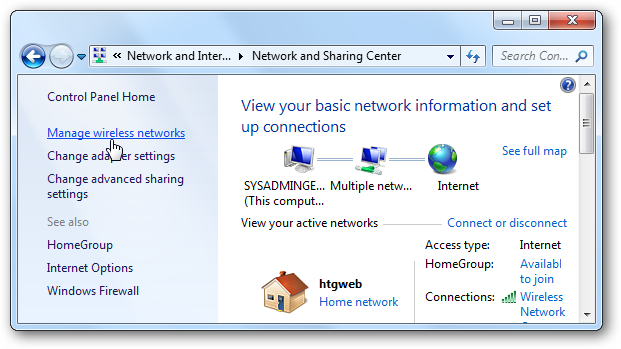 « Network and Inter... ▸ Network and Sharing Center
Search Con...
Control Panel Home
Manage wireless networks
Change adapter settings
Change advanced sharing
settings
See also
HomeGroup
Internet Options
Windows Firewall
View your basic network information and set
up connections
See full map
SYSADMINGE... Multiple netw... Internet
(This comput...
View your active networks Connect or disconnect
htgweb
Home network
Access type: Internet
HomeGroup: Availabl
to join
Connections: Wireless
Network